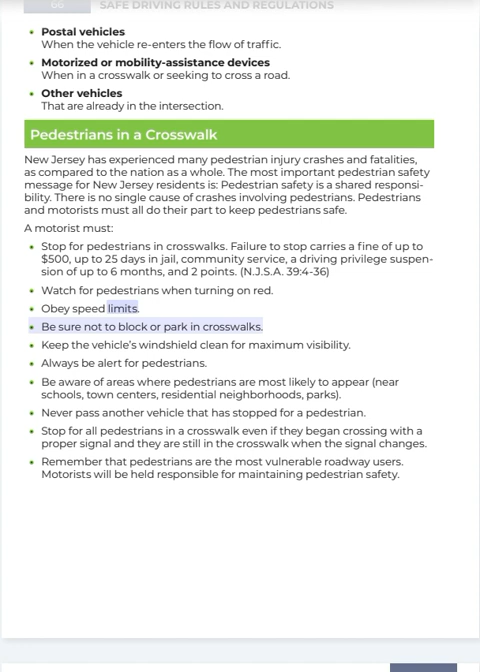 66 SAFE DRIVING RULES AND REGULATIONS
• Postal vehicles
When the vehicle re-enters the flow of traffic.
• Motorized or mobility-assistance devices
When in a crosswalk or seeking to cross a road.
• Other vehicles
That are already in the intersection.
Pedestrians in a Crosswalk
New Jersey has experienced many pedestrian injury crashes and fatalities,
as compared to the nation as a whole. The most important pedestrian safety
message for New Jersey residents is: Pedestrian safety is a shared responsi-
bility. There is no single cause of crashes involving pedestrians. Pedestrians
and motorists must all do their part to keep pedestrians safe.
A motorist must:
• Stop for pedestrians in crosswalks. Failure to stop carries a fine of up to
$500, up to 25 days in jail, community service, a driving privilege suspen-
sion of up to 6 months, and 2 points. (N.J.S.A. 39:4-36)
• Watch for pedestrians when turning on red.
• Obey speed limits.
• Be sure not to block or park in crosswalks.
• Keep the vehicle’s windshield clean for maximum visibility.
• Always be alert for pedestrians.
• Be aware of areas where pedestrians are most likely to appear (near
schools, town centers, residential neighborhoods, parks).
• Never pass another vehicle that has stopped for a pedestrian.
• Stop for all pedestrians in a crosswalk even if they began crossing with a
proper signal and they are still in the crosswalk when the signal changes.
• Remember that pedestrians are the most vulnerable roadway users.
Motorists will be held responsible for maintaining pedestrian safety.